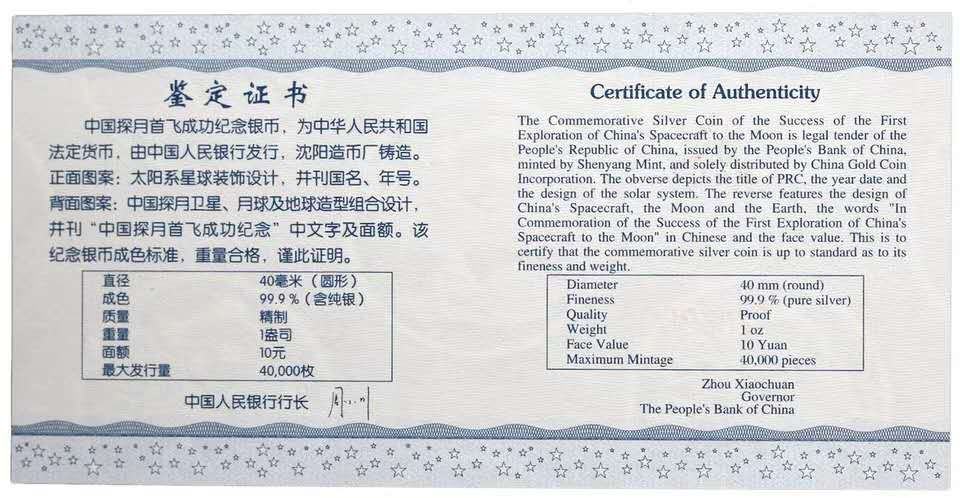 鉴定证书
中国探月首飞成功纪念银币，为中华人民共和国
法定货币，由中国人民银行发行，沈阳造币厂铸造。
正面图案：太阳系星球装饰设计，并刊国名、年号。
背面图案：中国探月卫星、月球及地球造型组合设计，
并刊“中国探月首飞成功纪念”中文字及面额。该
纪念银币成色标准，重量合格，谨此证明。
直径 40毫米（圆形）
成色 99.9％（含纯银）
质量 精制
重量 1盎司
面额 10元
最大发行量 40,000枚
中国人民银行行长
Certificate of Authenticity
The Commemorative Silver Coin of the Success of the First
Exploration of China's Spacecraft to the Moon is legal tender of the
People's Republic of China, issued by the People's Bank of China,
minted by Shenyang Mint, and solely distributed by China Gold Coin
Incorporation. The obverse depicts the title of PRC, the year date and
the design of the solar system. The reverse features the design of
China's Spacecraft, the Moon and the Earth, the words "In
Commemoration of the Success of the First Exploration of China's
Spacecraft to the Moon" in Chinese and the face value. This is to
certify that the commemorative silver coin is up to standard as to its
fineness and weight.
Diameter 40 mm (round)
Fineness 99.9 % (pure silver)
Quality Proof
Weight 1 oz
Face Value 10 Yuan
Maximum Mintage 40,000 pieces
Zhou Xiaochuan
Governor
The People's Bank of China